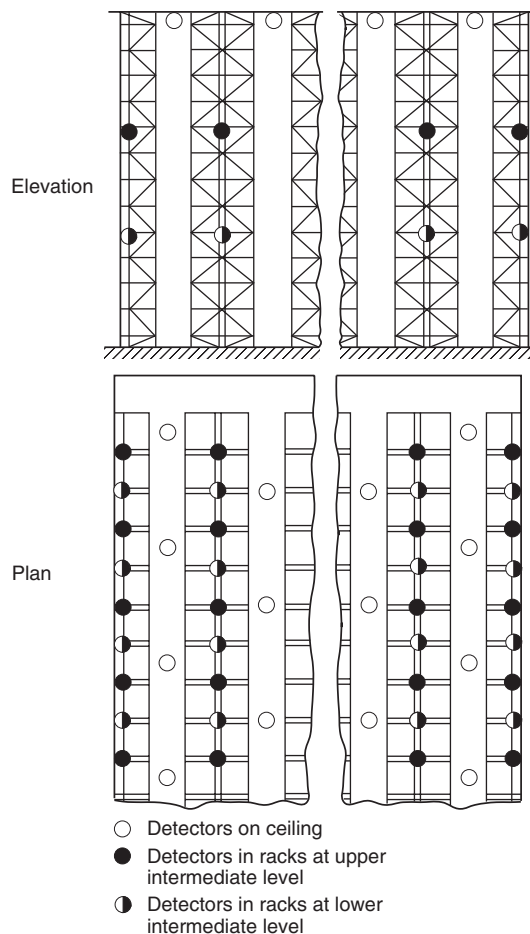 Elevation
Plan
Detectors on ceiling
Detectors in racks at upper
intermediate level
Detectors in racks at lower
intermediate level